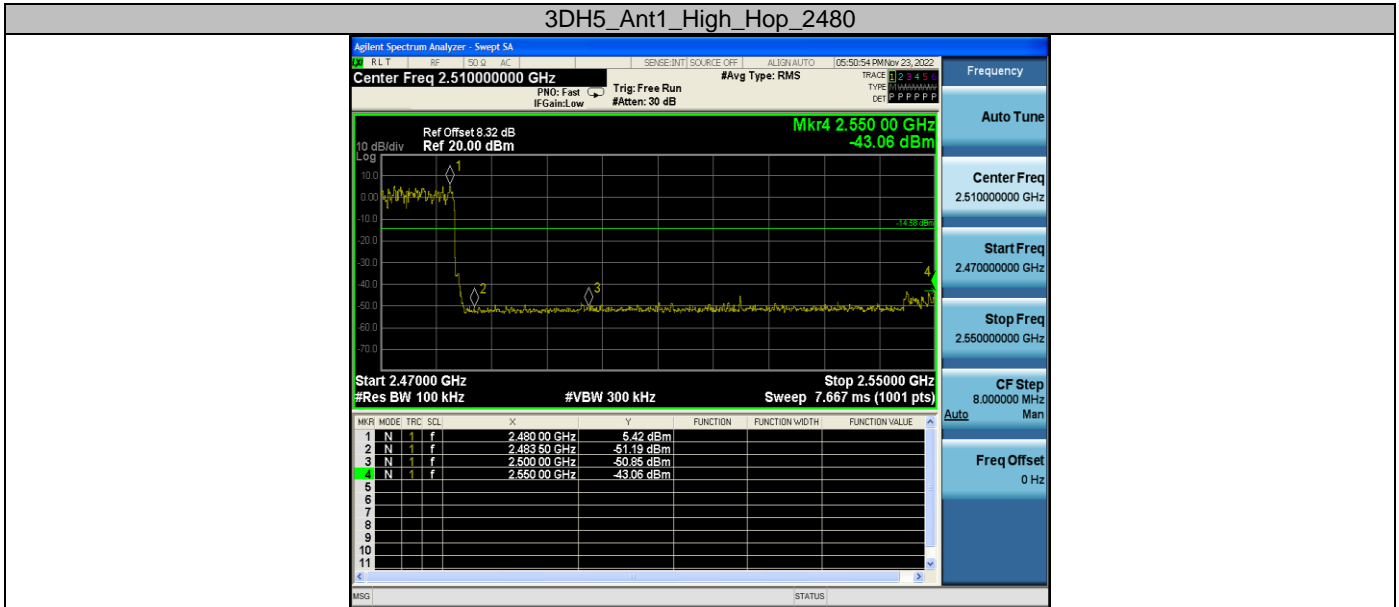 3DH5_Ant1_High_Hop_2480
Agilent Spectrum Analyzer - Swept SA
RLT RF 50 Ω AC SENSE:INT SOURCE OFF ALIGN AUTO 05:50:54 PM Nov 23, 2022
Center Freq 2.510000000 GHz
PNO: Fast
IFGain:Low
Trig: Free Run
#Atten: 30 dB
#Avg Type: RMS
TRACE 1 2 3 4 5 6
TYPE M
DET P P P P P P
Frequency
Auto Tune
Center Freq
2.510000000 GHz
Start Freq
2.470000000 GHz
Stop Freq
2.550000000 GHz
CF Step
8.000000 MHz
Auto Man
Freq Offset
0 Hz
Mkr4 2.550 00 GHz
-43.06 dBm
Ref Offset 8.32 dB
10 dB/div Ref 20.00 dBm
Log
10.0
0.00
-10.0
-20.0
-30.0
-40.0
-50.0
-60.0
-70.0
1
2
3
4
-14.58 dBm
Start 2.47000 GHz Stop 2.55000 GHz
#Res BW 100 kHz #VBW 300 kHz Sweep 7.667 ms (1001 pts)
MKR MODE TRC SCL X Y FUNCTION FUNCTION WIDTH FUNCTION VALUE
1 N 1 f 2.480 00 GHz 5.42 dBm
2 N 1 f 2.483 50 GHz -51.19 dBm
3 N 1 f 2.500 00 GHz -50.85 dBm
4 N 1 f 2.550 00 GHz -43.06 dBm
5
6
7
8
9
10
11
MSG STATUS